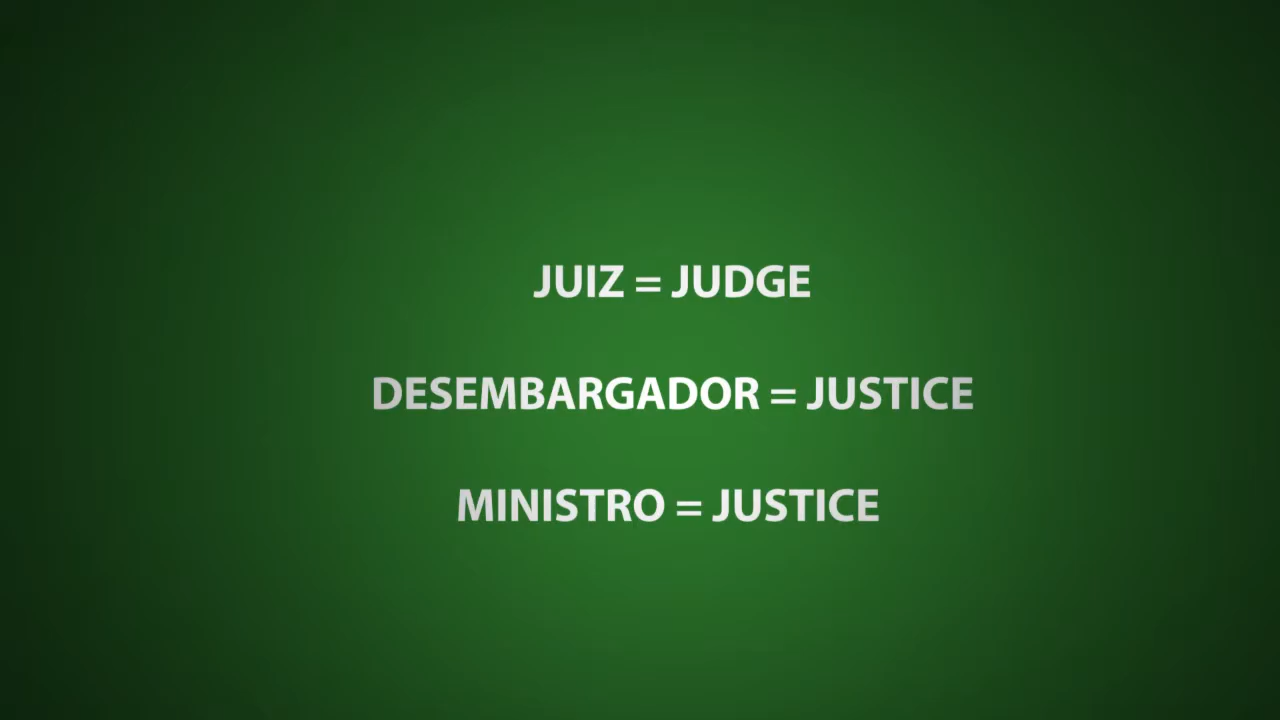 JUIZ = JUDGE
DESEMBARGADOR = JUSTICE
MINISTRO = JUSTICE